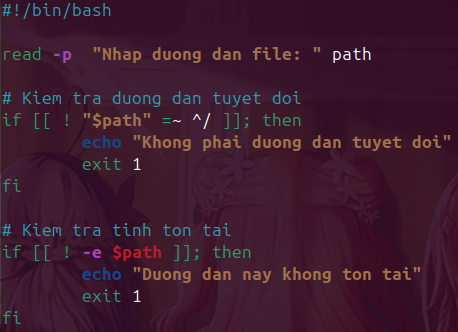 #!/bin/bash
read -p  "Nhap duong dan file: " path
# Kiem tra duong dan tuyet doi
if [[ ! "$path" =~ ^/ ]]; then
        echo "Khong phai duong dan tuyet doi"
        exit 1
fi
# Kiem tra tinh ton tai
if [[ ! -e $path ]]; then
        echo "Duong dan nay khong ton tai"
        exit 1
fi